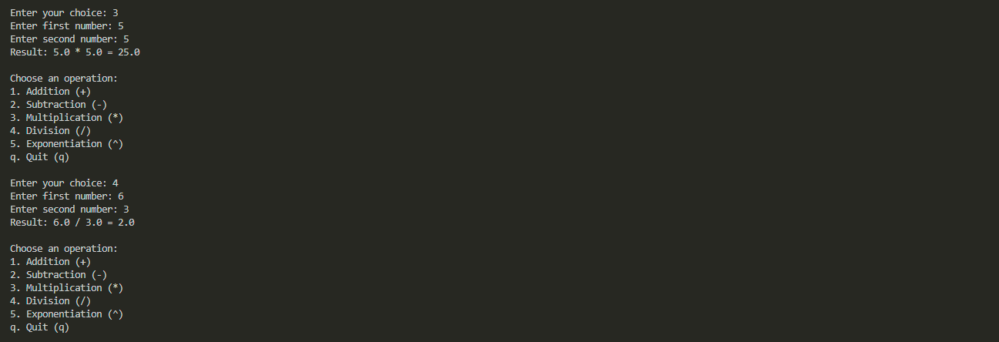 Enter your choice: 3
Enter first number: 5
Enter second number: 5
Result: 5.0 * 5.0 = 25.0
Choose an operation:
1. Addition (+)
2. Subtraction (-)
3. Multiplication (*)
4. Division (/)
5. Exponentiation (^)
q. Quit (q)
Enter your choice: 4
Enter first number: 6
Enter second number: 3
Result: 6.0 / 3.0 = 2.0
Choose an operation:
1. Addition (+)
2. Subtraction (-)
3. Multiplication (*)
4. Division (/)
5. Exponentiation (^)
q. Quit (q)